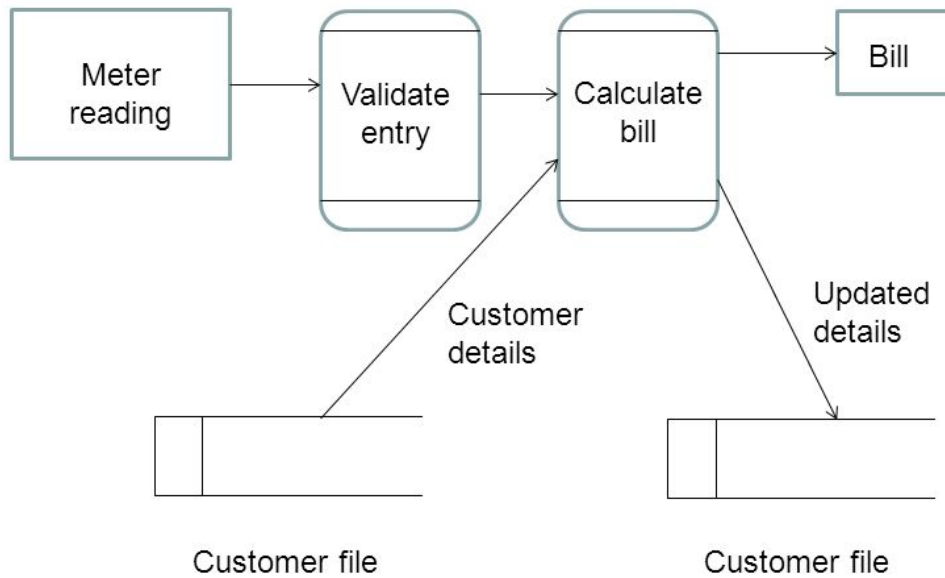 Meter
reading
Validate
entry
Calculate
bill
Bill
Customer
details
Updated
details
Customer file
Customer file